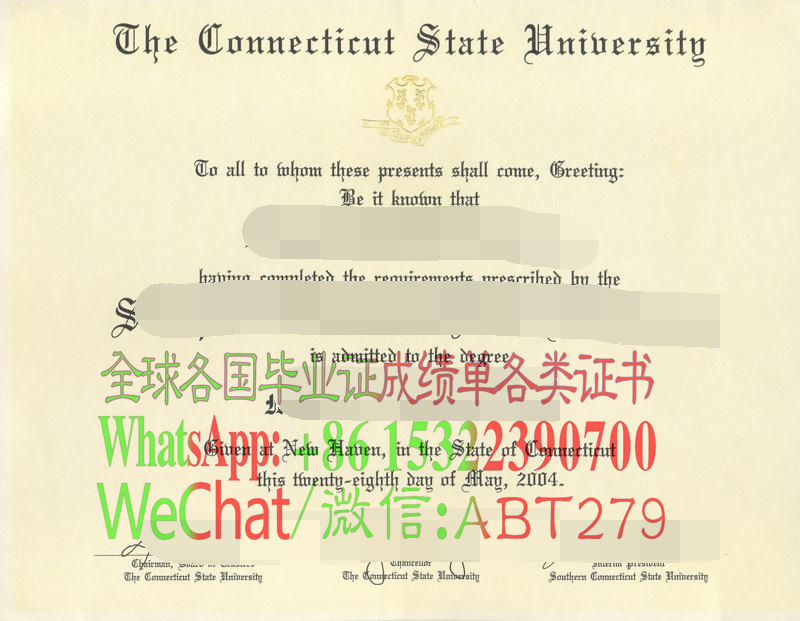 The Connecticut State University
To all to whom these presents shall come, Greeting:
Be it known that
having completed the requirements prescribed by the
S
is admitted to the degree
全球各国毕业证成绩单各类证书
WhatsApp: +86 15322390700
Given at New Haven, in the State of Connecticut
this twenty-eighth day of May, 2004.
WeChat/微信:ABT279
Chairman, Board of Trustees
The Connecticut State University
Chancellor
The Connecticut State University
Interim President
Southern Connecticut State University